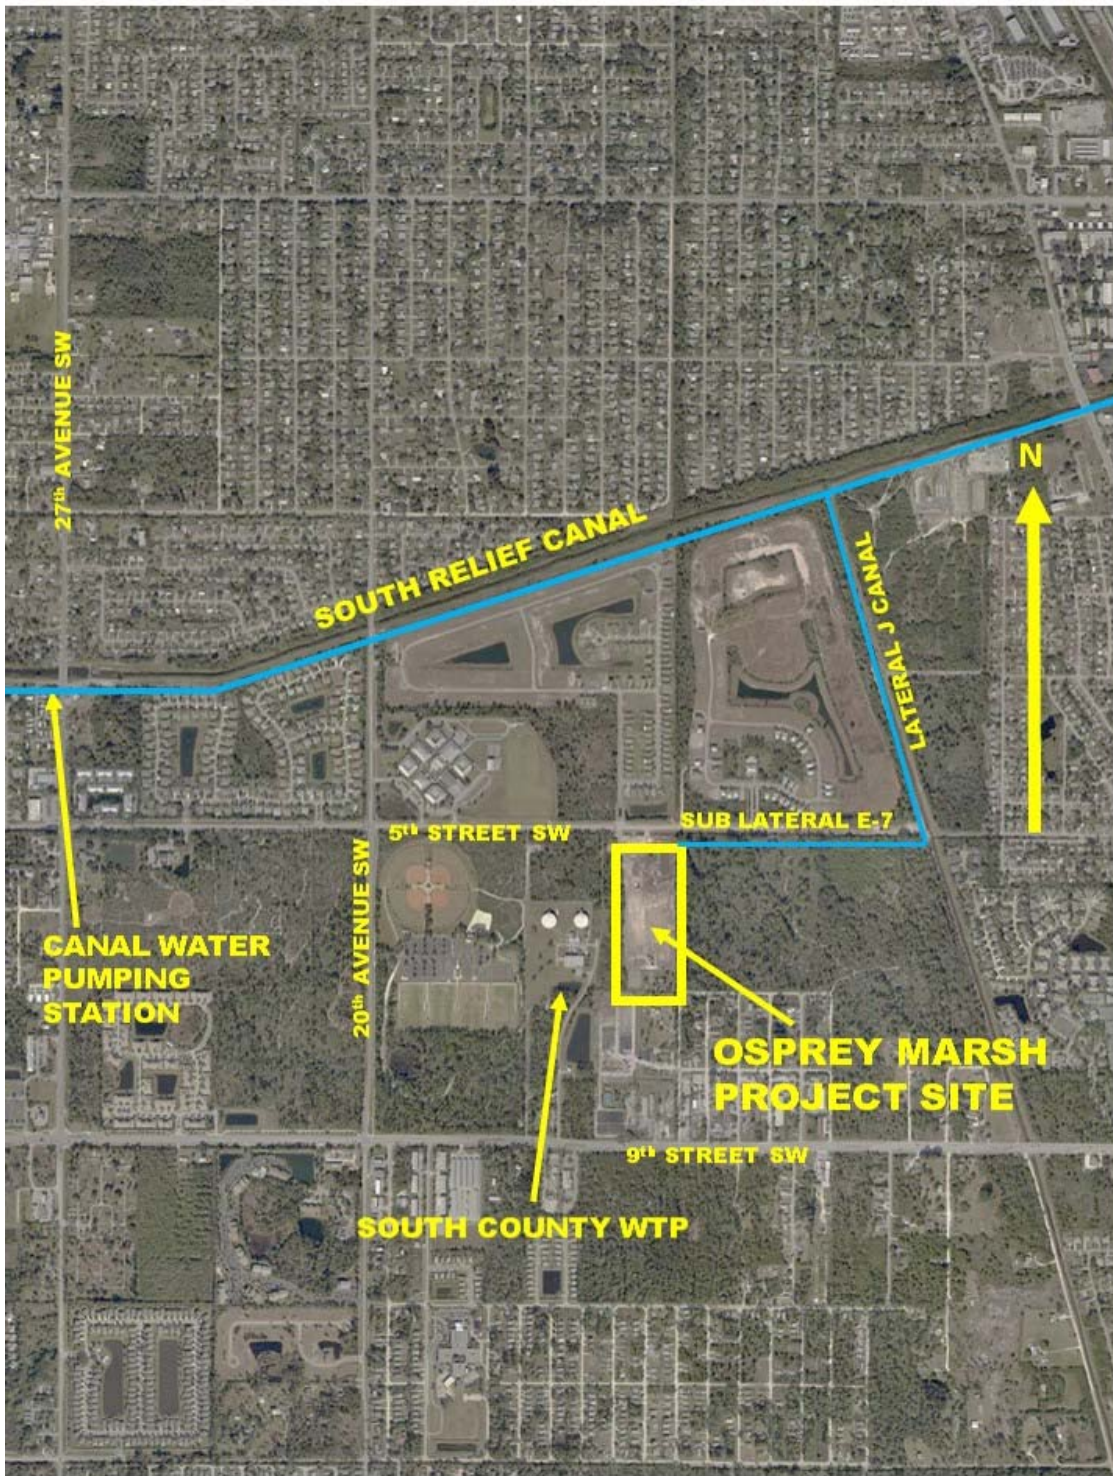 27th AVENUE SW
N
SOUTH RELIEF CANAL
LATERAL J CANAL
5th STREET SW
SUB LATERAL E-7
20th AVENUE SW
CANAL WATER
PUMPING
STATION
OSPREY MARSH
PROJECT SITE
9th STREET SW
SOUTH COUNTY WTP